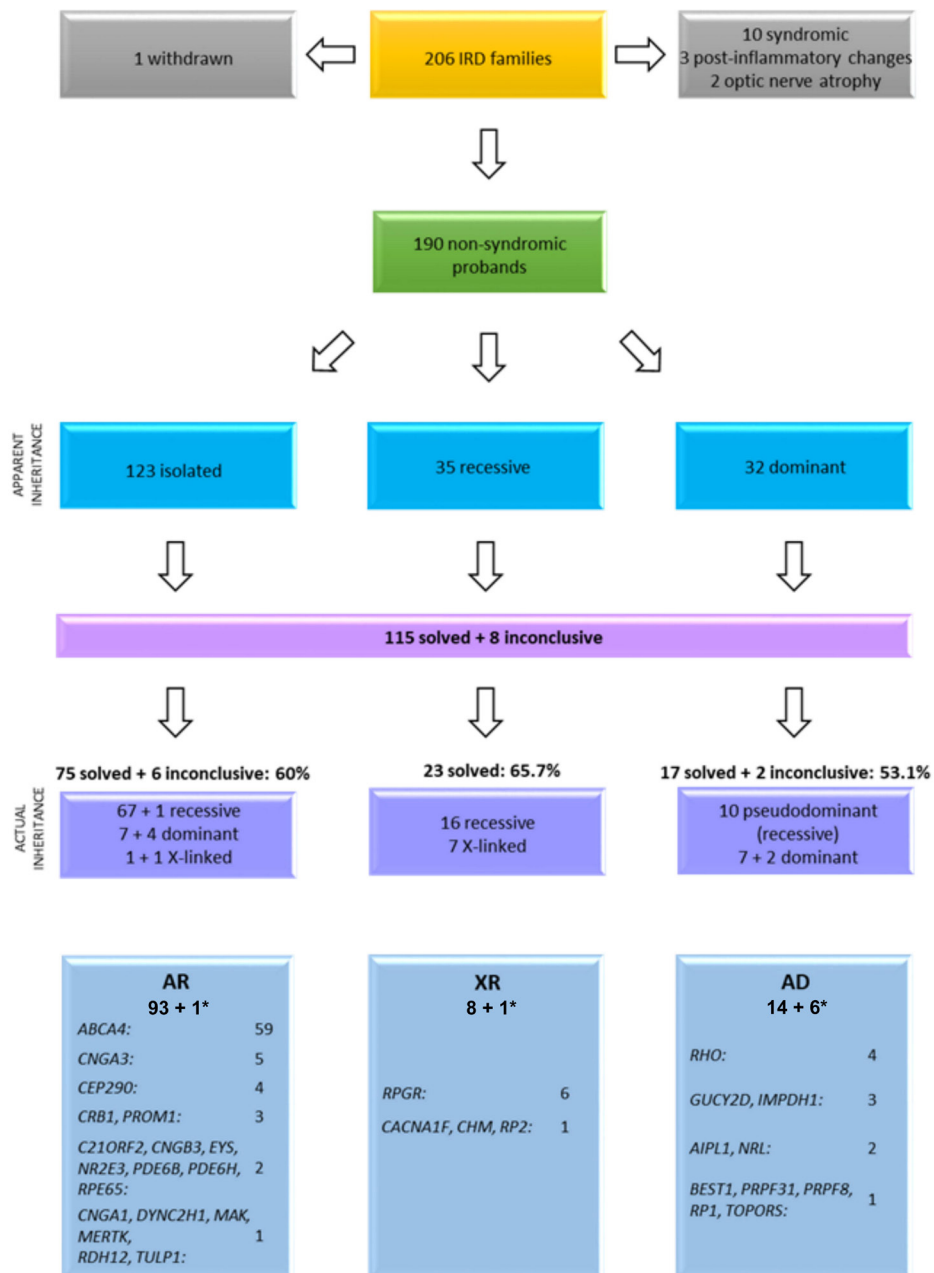 1 withdrawn
206 IRD families
10 syndromic
3 post-inflammatory changes
2 optic nerve atrophy
190 non-syndromic
probands
APPARENT
INHERITANCE
123 isolated
35 recessive
32 dominant
115 solved + 8 inconclusive
75 solved + 6 inconclusive: 60%
23 solved: 65.7%
17 solved + 2 inconclusive: 53.1%
ACTUAL
INHERITANCE
67 + 1 recessive
7 + 4 dominant
1 + 1 X-linked
16 recessive
7 X-linked
10 pseudodominant
(recessive)
7 + 2 dominant
AR
93 + 1*
ABCA4: 59
CNGA3: 5
CEP290: 4
CRB1, PROM1: 3
C21ORF2, CNGB3, EYS,
NR2E3, PDE6B, PDE6H, 2
RPE65:
CNGA1, DYNC2H1, MAK,
MERTK, 1
RDH12, TULP1:
XR
8 + 1*
RPGR: 6
CACNA1F, CHM, RP2: 1
AD
14 + 6*
RHO: 4
GUCY2D, IMPDH1: 3
AIPL1, NRL: 2
BEST1, PRPF31, PRPF8, 1
RP1, TOPORS: